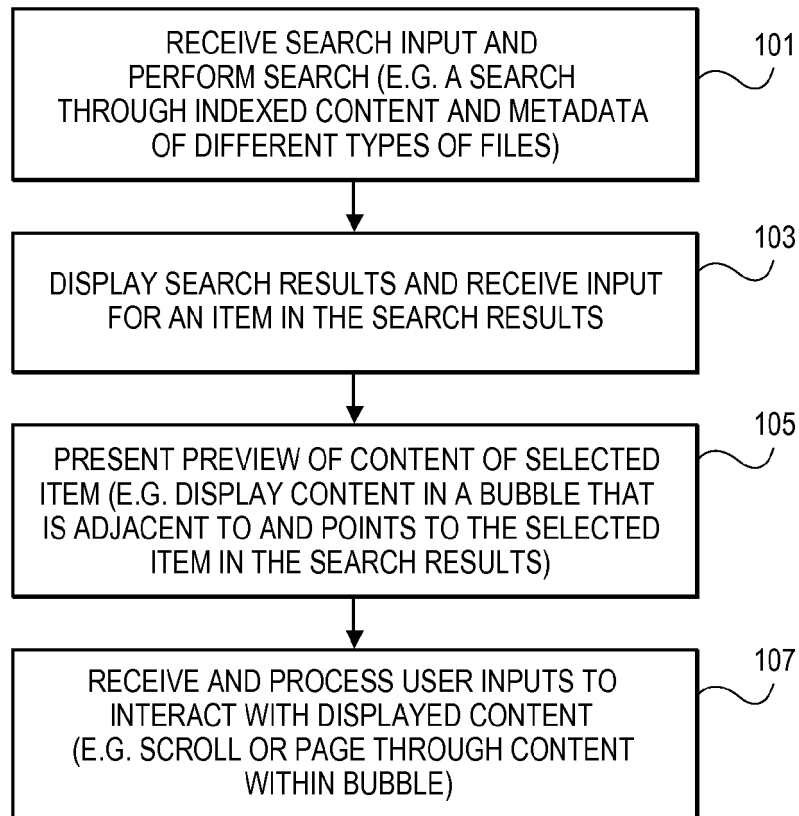 RECEIVE SEARCH INPUT AND
PERFORM SEARCH (E.G. A SEARCH
THROUGH INDEXED CONTENT AND METADATA
OF DIFFERENT TYPES OF FILES)
101
DISPLAY SEARCH RESULTS AND RECEIVE INPUT
FOR AN ITEM IN THE SEARCH RESULTS
103
PRESENT PREVIEW OF CONTENT OF SELECTED
ITEM (E.G. DISPLAY CONTENT IN A BUBBLE THAT
IS ADJACENT TO AND POINTS TO THE SELECTED
ITEM IN THE SEARCH RESULTS)
105
RECEIVE AND PROCESS USER INPUTS TO
INTERACT WITH DISPLAYED CONTENT
(E.G. SCROLL OR PAGE THROUGH CONTENT
WITHIN BUBBLE)
107